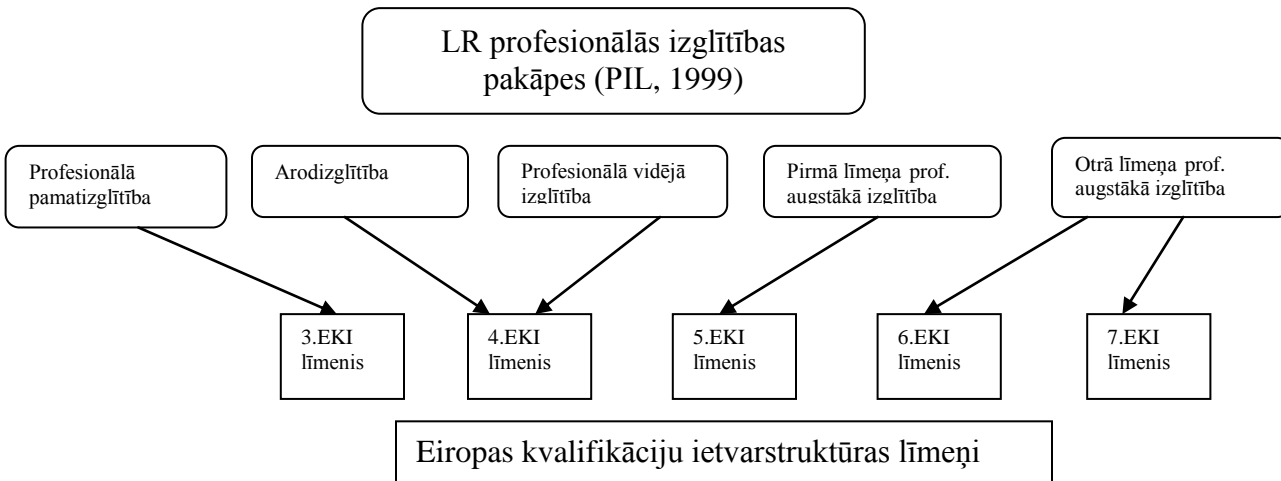 LR profesionālās izglītības
pakāpes (PIL, 1999)
Profesionālā
pamatizglītība
Arodizglītība
Profesionālā vidējā
izglītība
Pirmā līmeņa prof.
augstākā izglītība
Otrā līmeņa prof.
augstākā izglītība
3.EKI
līmenis
4.EKI
līmenis
5.EKI
līmenis
6.EKI
līmenis
7.EKI
līmenis
Eiropas kvalifikāciju ietvarstruktūras līmeņi